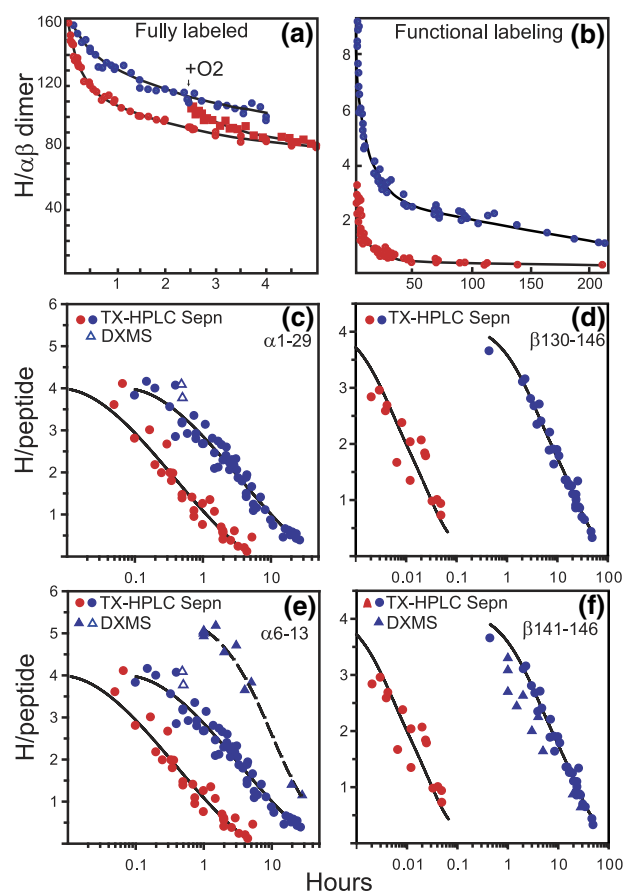 Fully labeled (a)
+O2
H/αβ dimer
160
120
80
40
1 2 3 4
Functional labeling (b)
8
6
4
2
50 100 150 200
(c)
TX-HPLC Sepn
DXMS
α1-29
H/peptide
6
5
4
3
2
1
0.1 1 10
(d)
TX-HPLC Sepn
β130-146
4
3
2
1
0.01 0.1 1 10 100
(e)
TX-HPLC Sepn
DXMS
α6-13
H/peptide
6
5
4
3
2
1
0.1 1 10
(f)
TX-HPLC Sepn
DXMS
β141-146
4
3
2
1
0.01 0.1 1 10 100
Hours